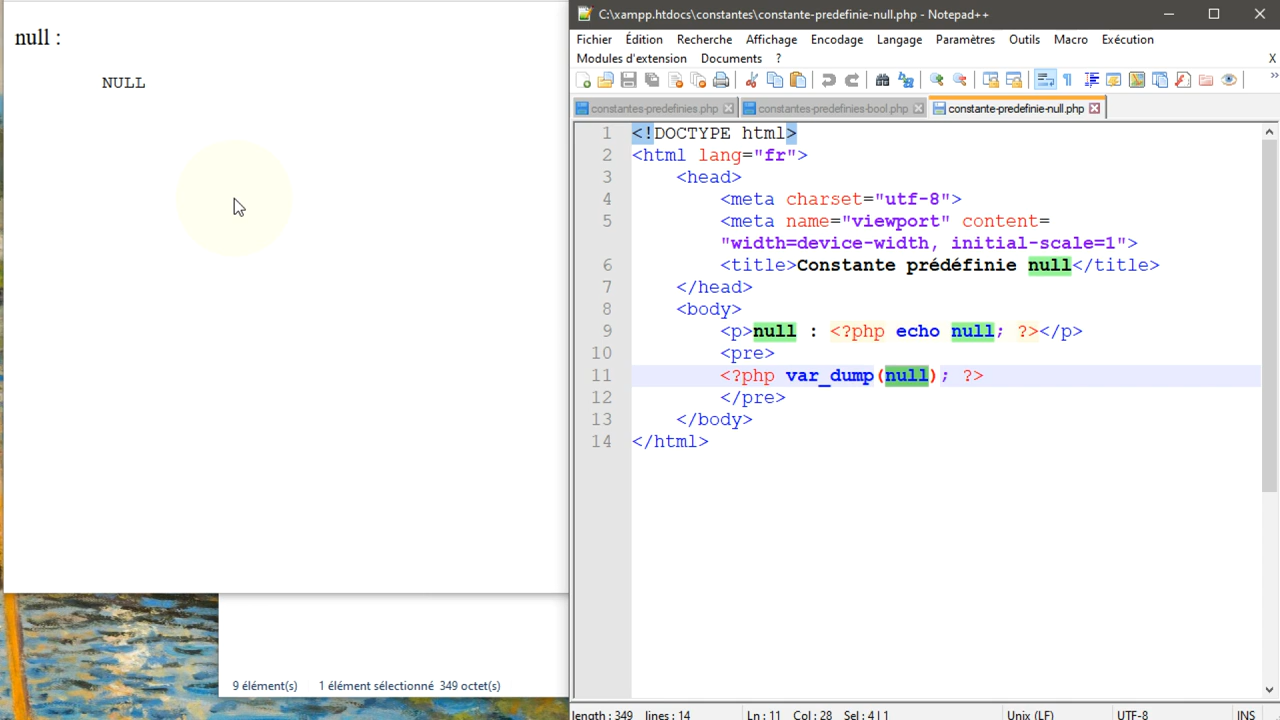 null :
NULL
9 élément(s) 1 élément sélectionné 349 octet(s)
C:\xampp.htdocs\constantes\constante-predefinie-null.php - Notepad++
Fichier Édition Recherche Affichage Encodage Langage Paramètres Outils Macro Exécution
Modules d'extension Documents ? X
constantes-predefinies.php constantes-predefinies-bool.php constante-predefinie-null.php
1 <!DOCTYPE html>
2 <html lang="fr">
3 <head>
4 <meta charset="utf-8">
5 <meta name="viewport" content=
"width=device-width, initial-scale=1">
6 <title>Constante prédéfinie null</title>
7 </head>
8 <body>
9 <p>null : <?php echo null; ?></p>
10 <pre>
11 <?php var_dump(null); ?>
12 </pre>
13 </body>
14 </html>
length : 349 lines : 14 Ln : 11 Col : 28 Sel : 4 | 1 Unix (LF) UTF-8 INS